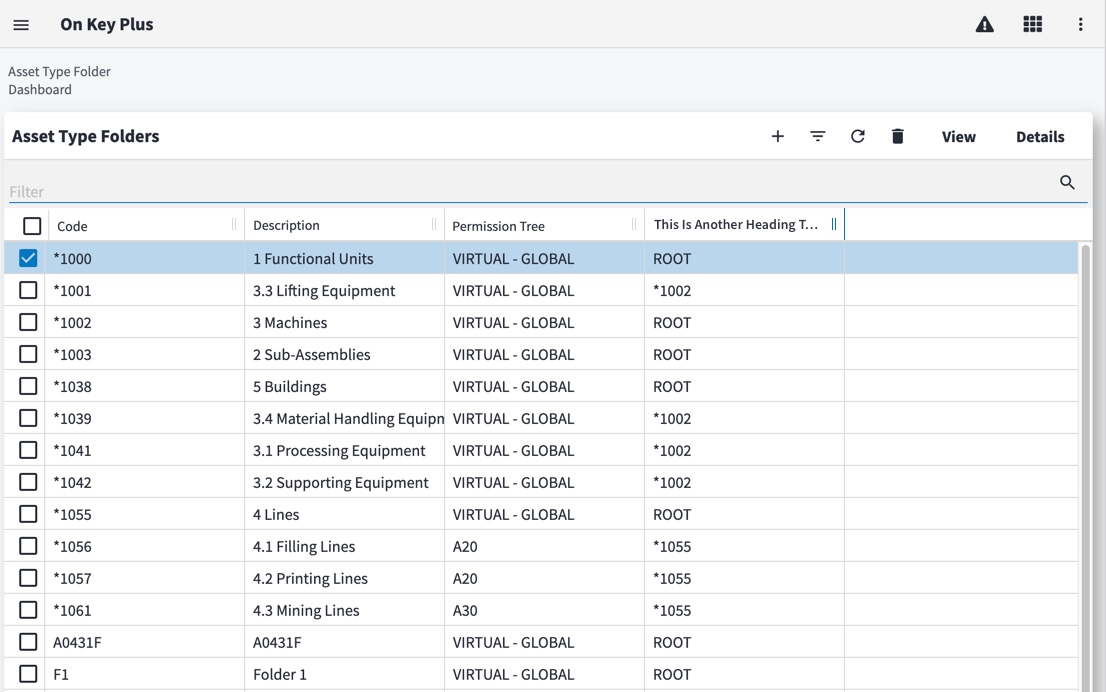 On Key Plus
Asset Type Folder
Dashboard
Asset Type Folders
View
Details
Filter
Code Description Permission Tree This Is Another Heading T...
*1000 1 Functional Units VIRTUAL - GLOBAL ROOT
*1001 3.3 Lifting Equipment VIRTUAL - GLOBAL *1002
*1002 3 Machines VIRTUAL - GLOBAL ROOT
*1003 2 Sub-Assemblies VIRTUAL - GLOBAL ROOT
*1038 5 Buildings VIRTUAL - GLOBAL ROOT
*1039 3.4 Material Handling Equipm VIRTUAL - GLOBAL *1002
*1041 3.1 Processing Equipment VIRTUAL - GLOBAL *1002
*1042 3.2 Supporting Equipment VIRTUAL - GLOBAL *1002
*1055 4 Lines VIRTUAL - GLOBAL ROOT
*1056 4.1 Filling Lines A20 *1055
*1057 4.2 Printing Lines A20 *1055
*1061 4.3 Mining Lines A30 *1055
A0431F A0431F VIRTUAL - GLOBAL ROOT
F1 Folder 1 VIRTUAL - GLOBAL ROOT